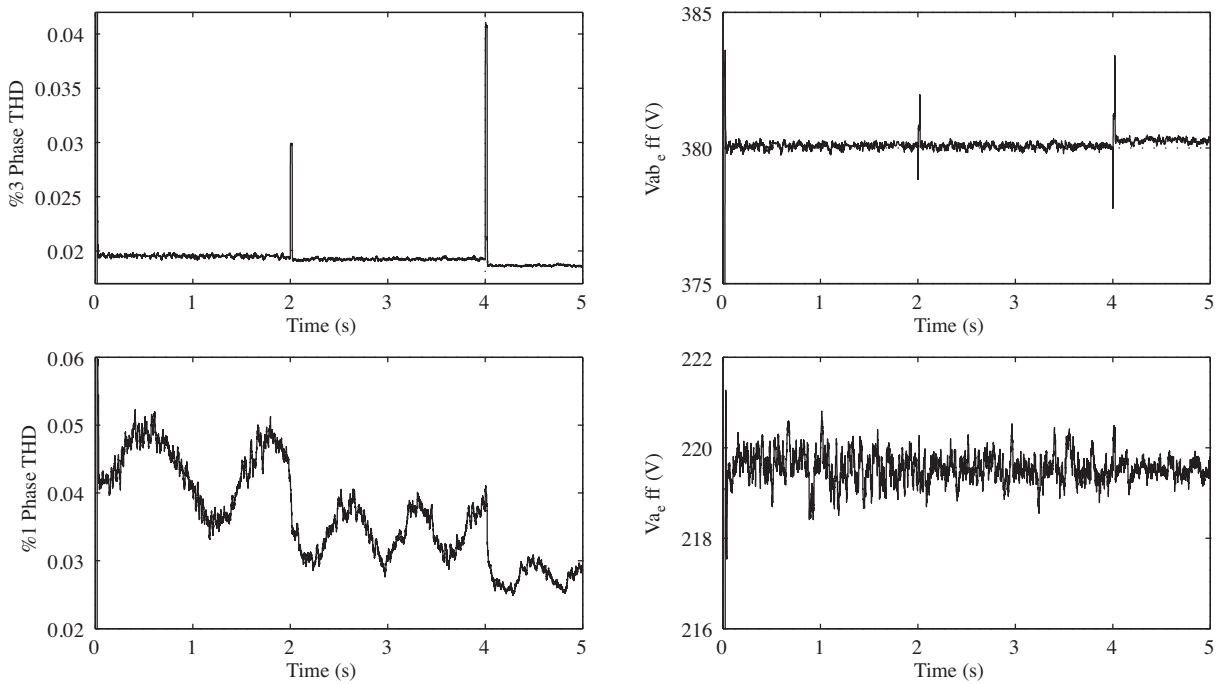 %3 Phase THD
0.04
0.035
0.03
0.025
0.02
0 1 2 3 4 5
Time (s)
Vab e ff (V)
385
380
375
0 1 2 3 4 5
Time (s)
%1 Phase THD
0.06
0.05
0.04
0.03
0.02
0 1 2 3 4 5
Time (s)
Va e ff (V)
222
220
218
216
0 1 2 3 4 5
Time (s)